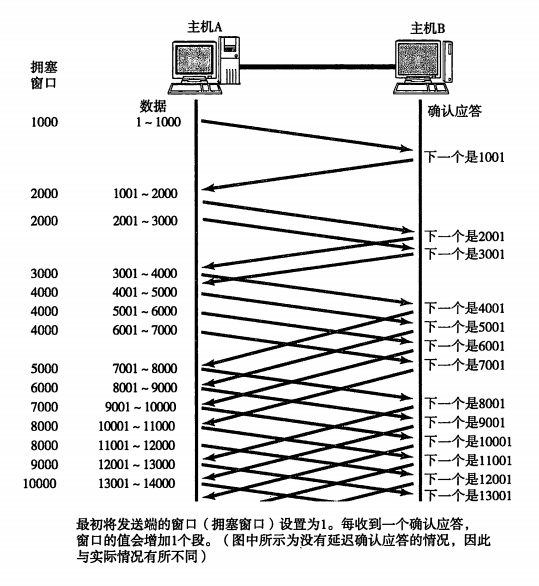 主机A 主机B
拥塞
窗口
数据 确认应答
1000 1~1000
下一个是1001
2000 1001~2000
2000 2001~3000
下一个是2001
下一个是3001
3000 3001~4000
4000 4001~5000
下一个是4001
4000 5001~6000
下一个是5001
4000 6001~7000
下一个是6001
下一个是7001
5000 7001~8000
6000 8001~9000
下一个是8001
7000 9001~10000
下一个是9001
8000 10001~11000
下一个是10001
8000 11001~12000
下一个是11001
9000 12001~13000
下一个是12001
10000 13001~14000
下一个是13001
最初将发送端的窗口（拥塞窗口）设置为1。每收到一个确认应答，
窗口的值会增加1个段。（图中所示为没有延迟确认应答的情况，因此
与实际情况有所不同）